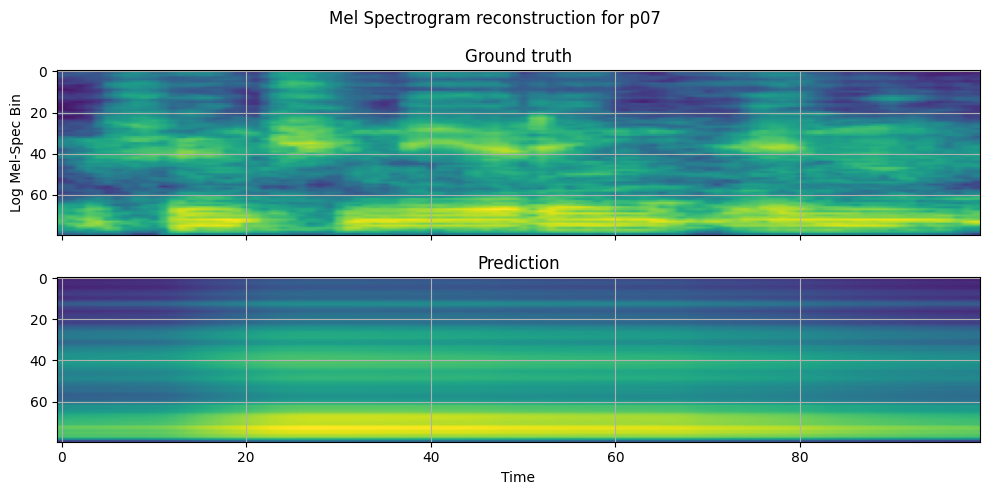 Mel Spectrogram reconstruction for p07
Ground truth
0
20
40
60
Log Mel-Spec Bin
Prediction
0
20
40
60
0 20 40 60 80
Time